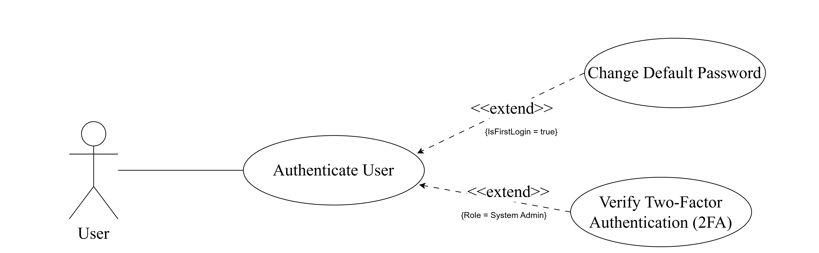 Change Default Password
<<extend>>
{IsFirstLogin = true}
Authenticate User
<<extend>>
{Role = System Admin}
Verify Two-Factor
Authentication (2FA)
User